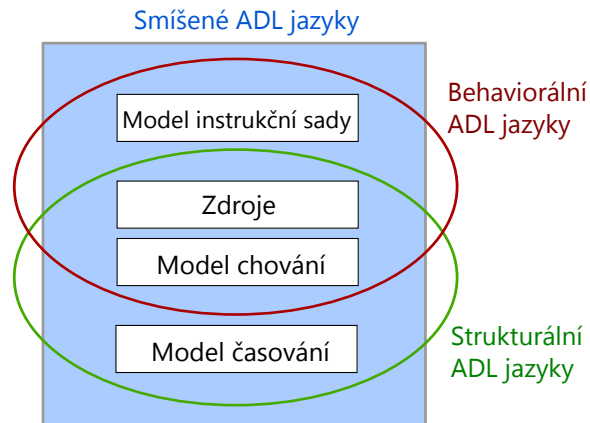 Smíšené ADL jazyky
Behaviorální
ADL jazyky
Model instrukční sady
Zdroje
Model chování
Model časování
Strukturální
ADL jazyky